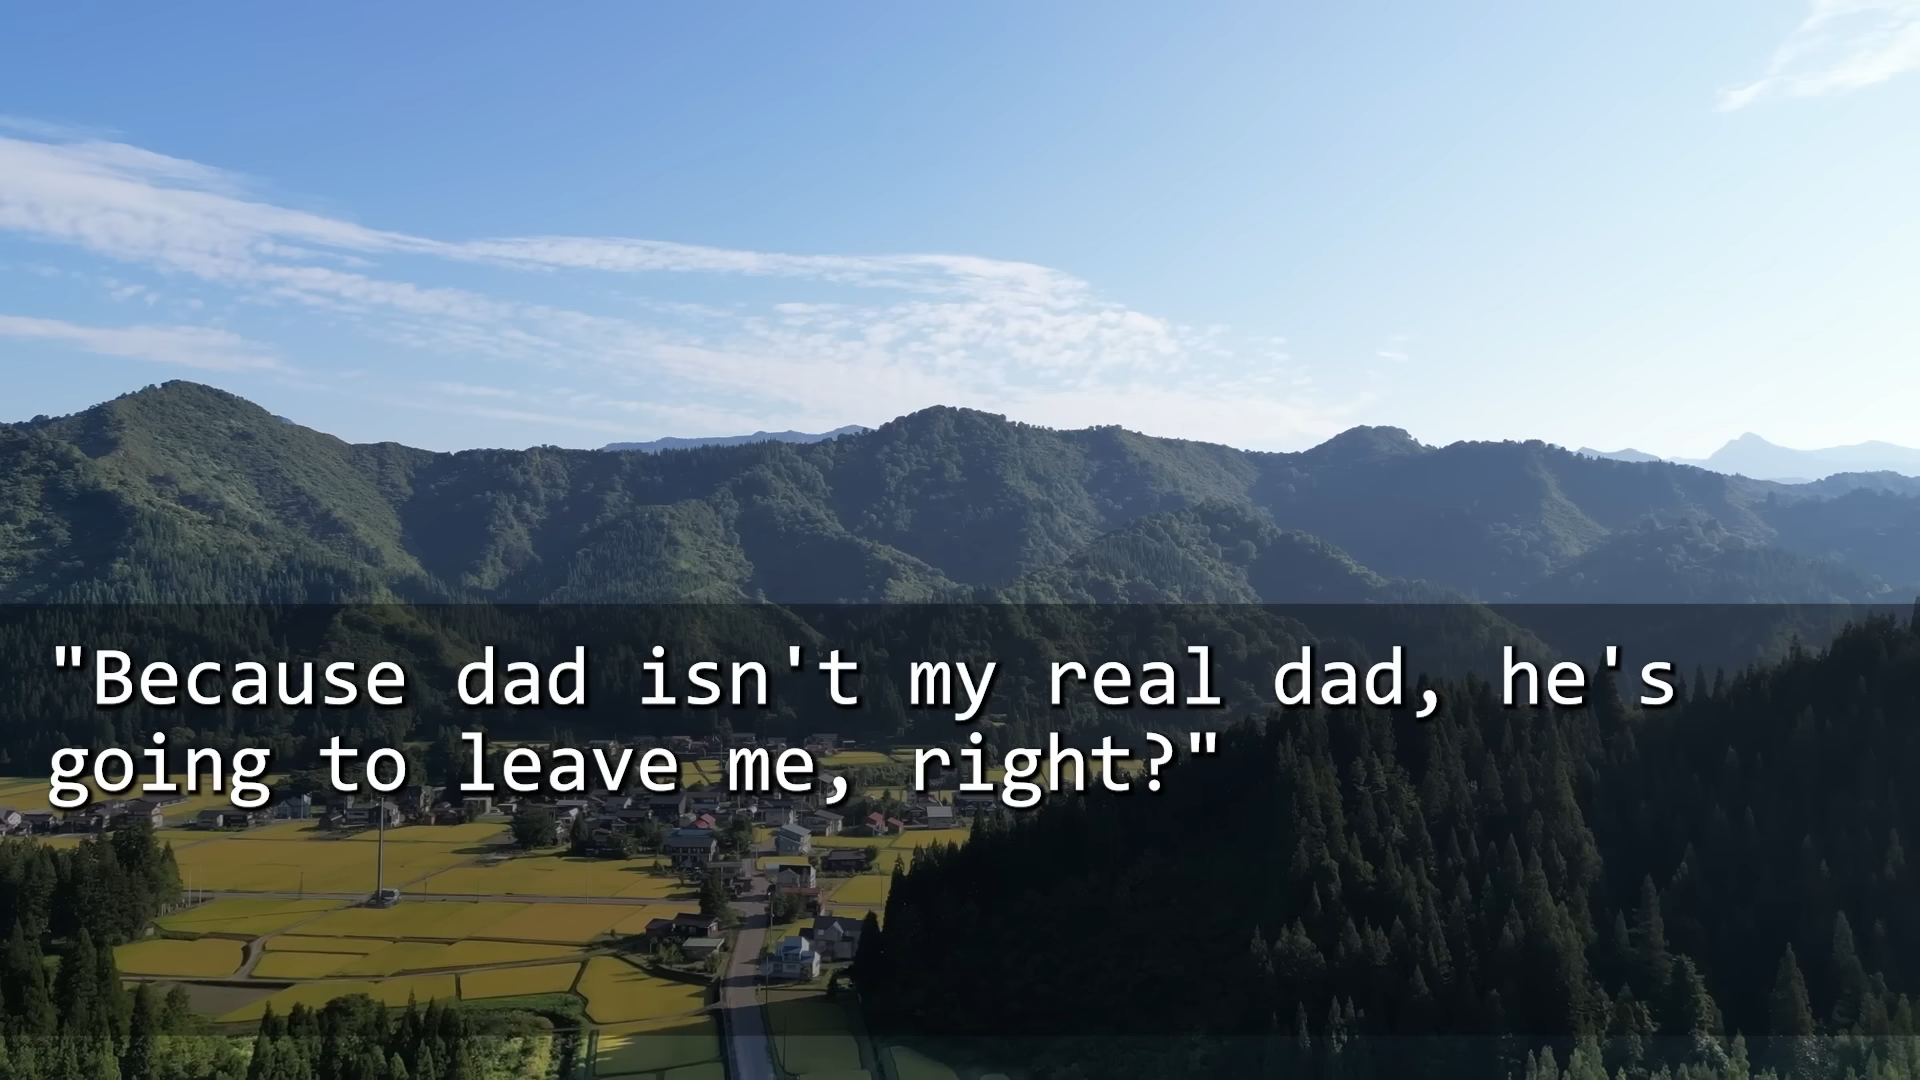 "Because dad isn't my real dad, he's
going to leave me, right?"